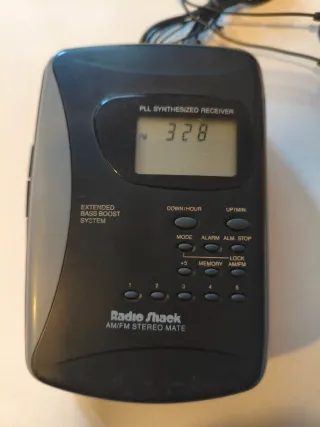 PLL SYNTHESIZED RECEIVER
PM 328
EXTENDED
BASS BOOST
SYSTEM
DOWN/HOUR UP/MIN
MODE ALARM ALM. STOP
LOCK
+5 MEMORY AM/FM
1 2 3 4 5
Radio Shack
AM/FM STEREO MATE